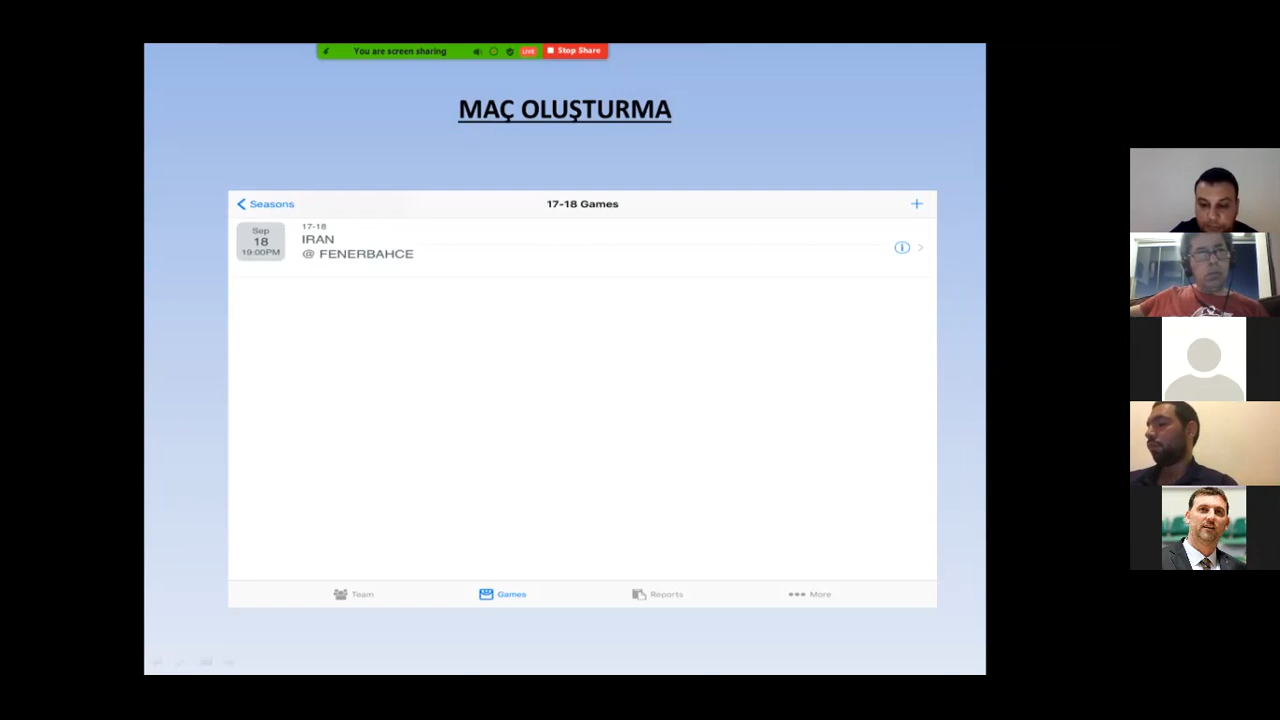 You are screen sharing
LIVE
Stop Share
MAÇ OLUŞTURMA
Seasons
17-18 Games
Sep
18
19:00PM
17-18
IRAN
@ FENERBAHCE
Team
Games
Reports
More